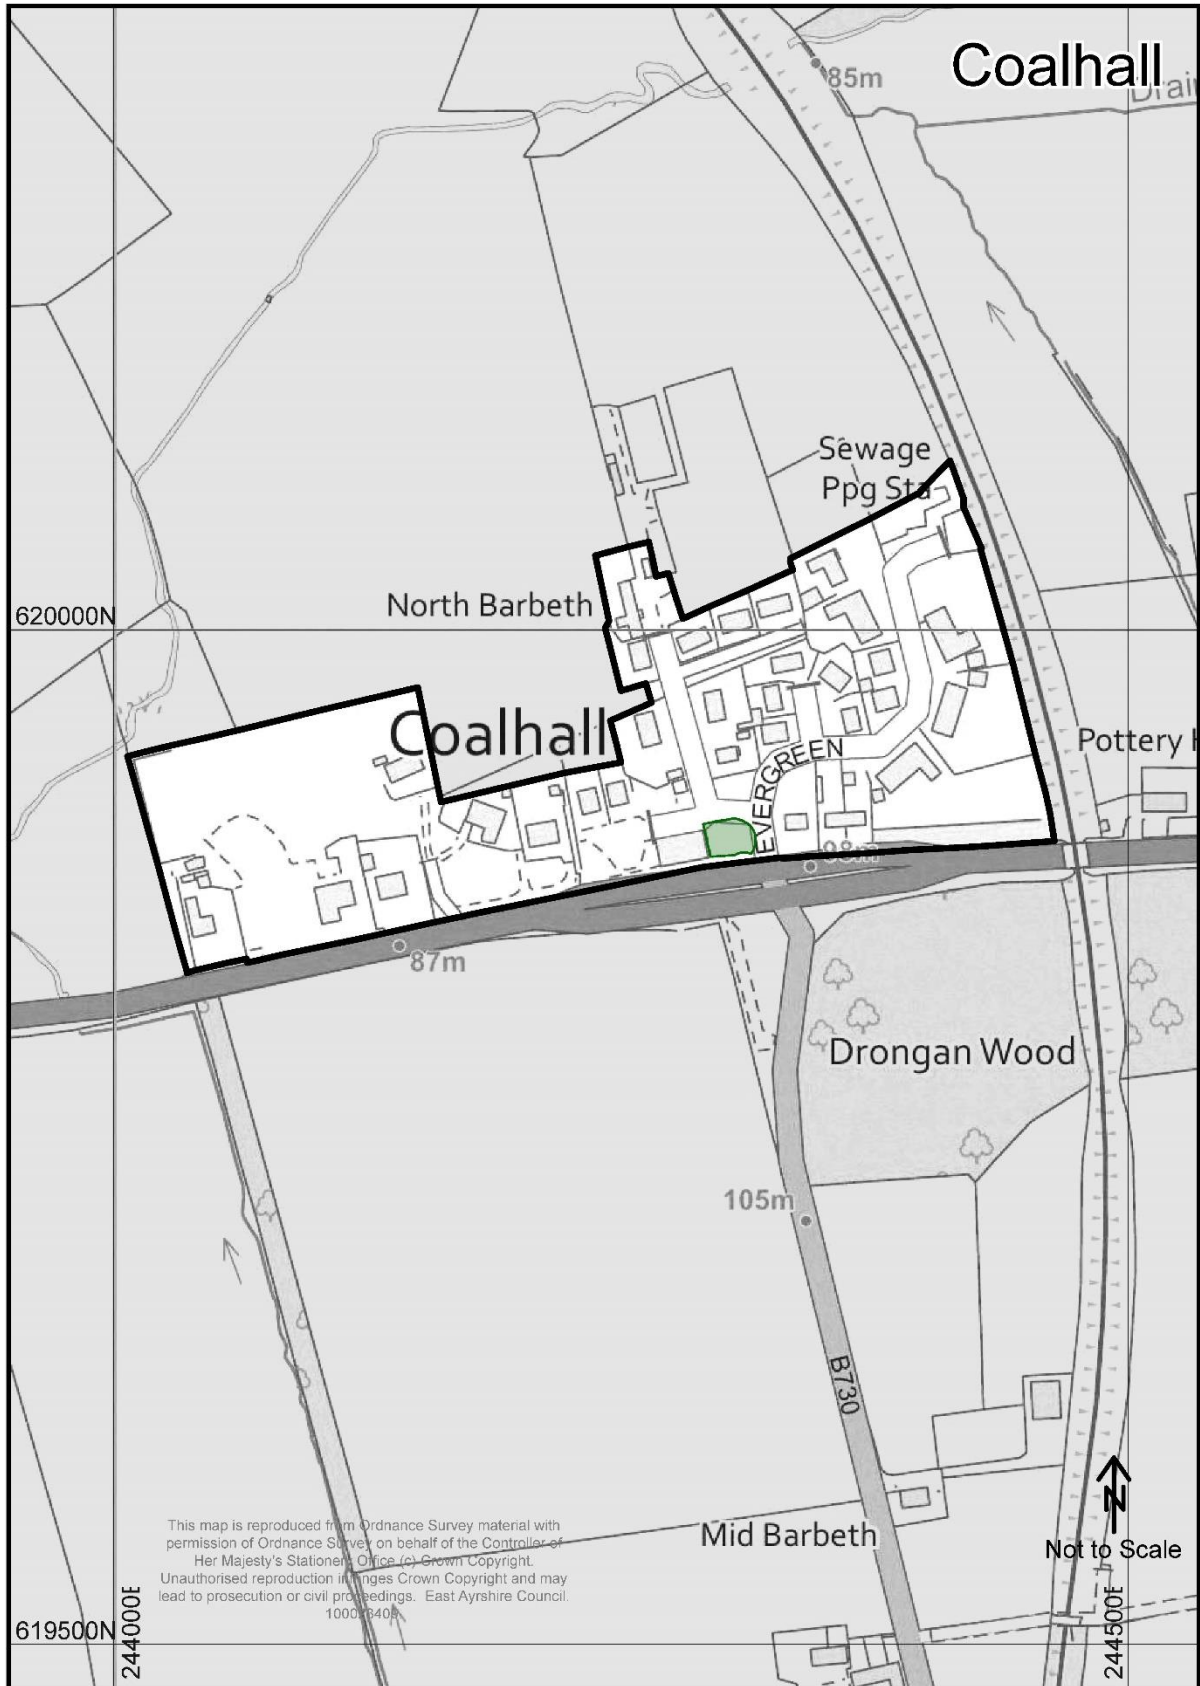 Coalhall
85m
Drai
Sewage
Ppg Sta
North Barbeth
620000N
Coalhall
Pottery H
EVERGREEN
88m
87m
Drongan Wood
105m
B730
This map is reproduced from Ordnance Survey material with
permission of Ordnance Survey on behalf of the Controller of
Her Majesty's Stationery Office (c) Crown Copyright.
Unauthorised reproduction infringes Crown Copyright and may
lead to prosecution or civil proceedings. East Ayrshire Council.
Mid Barbeth
N
Not to Scale
619500N
244000E
244500E